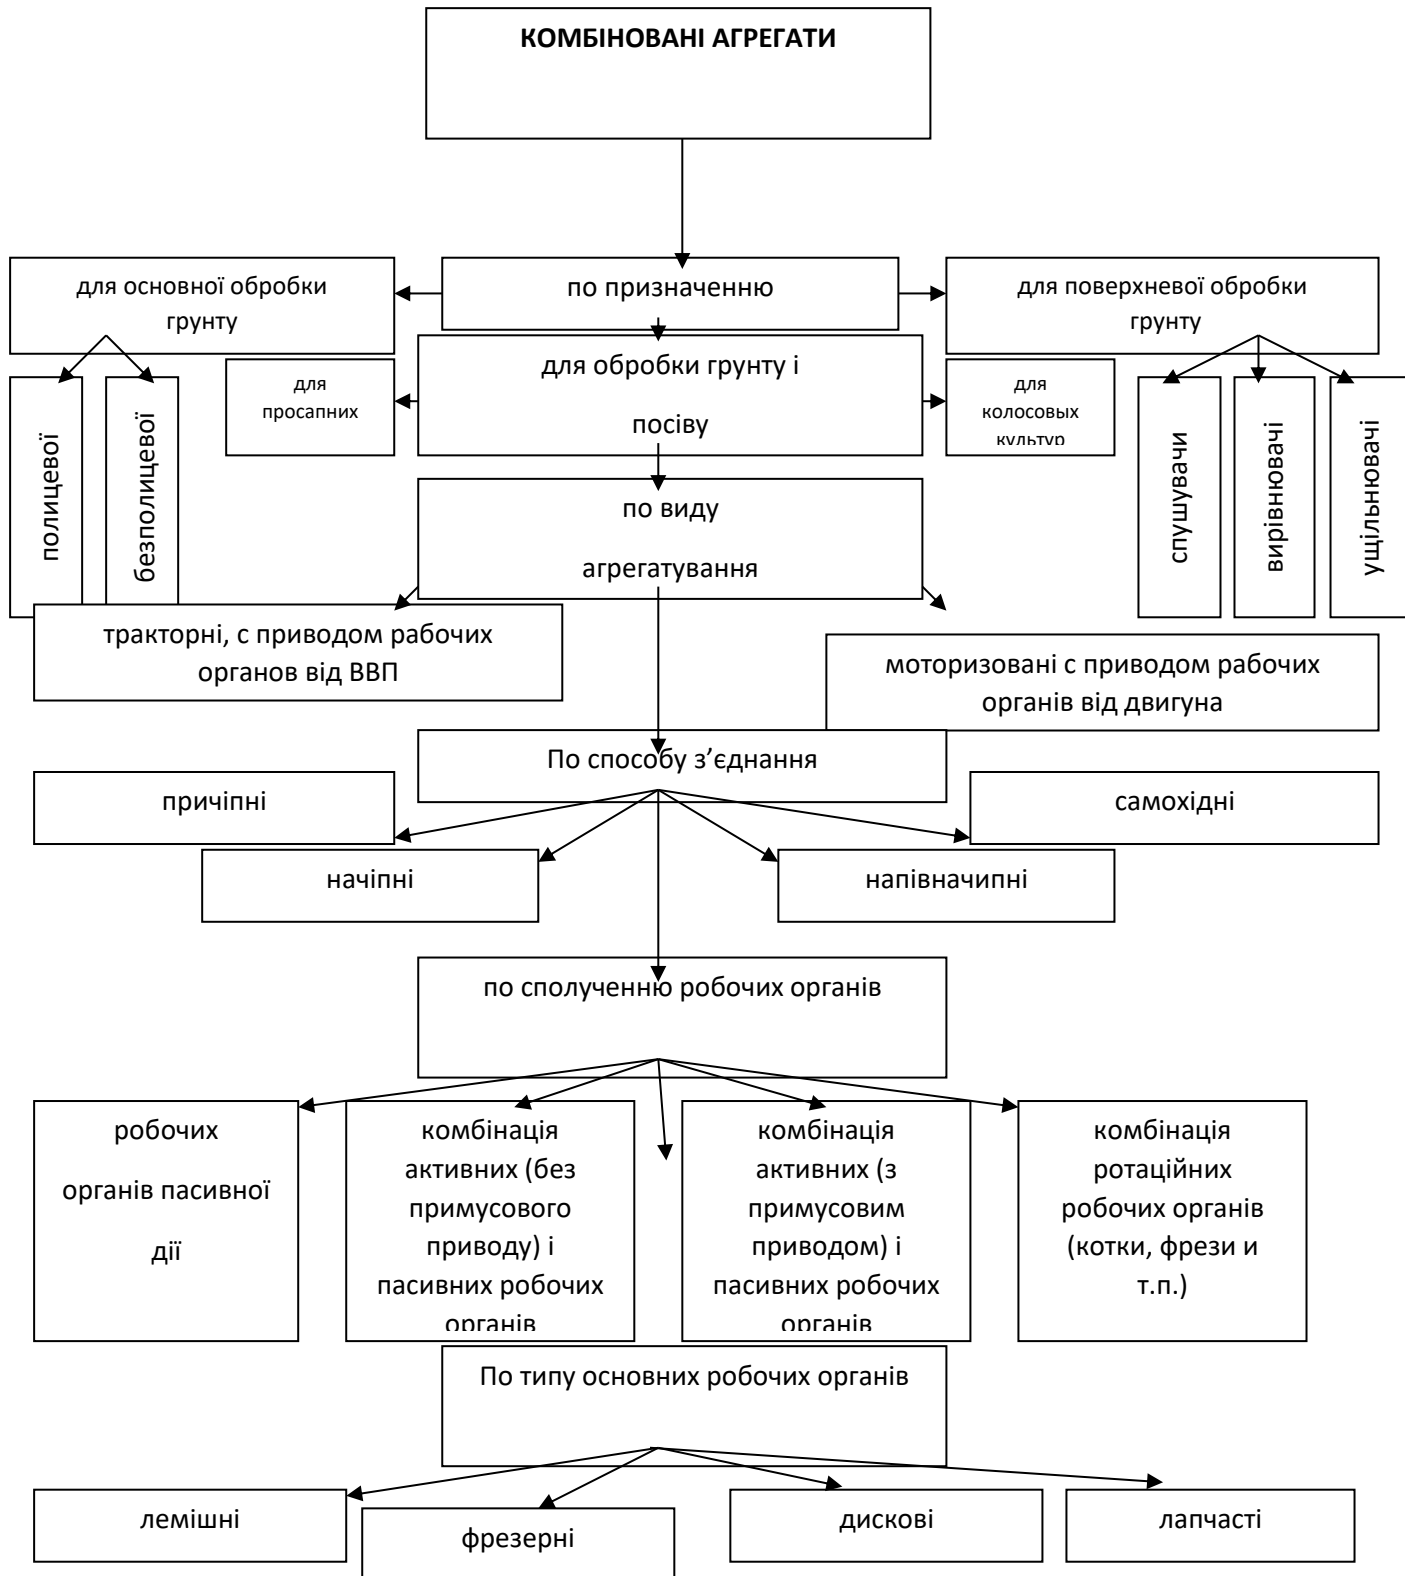 КОМБІНОВАНІ АГРЕГАТИ
для основної обробки
грунту
по призначенню
для поверхневої обробки
грунту
для обробки грунту і
посіву
для
просапних
для
колосовых
культур
полицевої
безполицевої
спушувачи
вирівнювачі
ущільнювачі
по виду
агрегатування
тракторні, с приводом рабочих
органов від ВВП
моторизовані с приводом рабочих
органів від двигуна
По способу з’єднання
причіпні
самохідні
начіпні
напівначипні
по сполученню робочих органів
робочих
органів пасивної
дії
комбінація
активних (без
примусового
приводу) і
пасивних робочих
органів
комбінація
активних (з
примусовим
приводом) і
пасивних робочих
органів
комбінація
ротаційних
робочих органів
(котки, фрези и
т.п.)
По типу основних робочих органів
лемішні
фрезерні
дискові
лапчасті